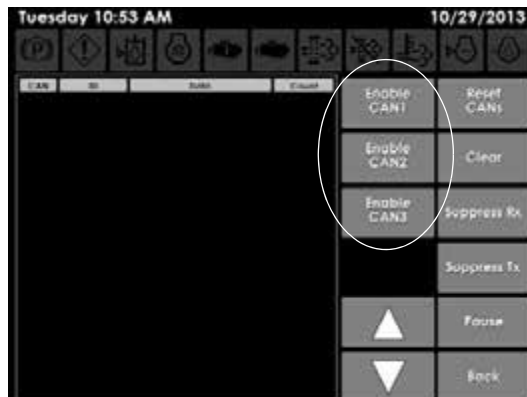 Tuesday 10:53 AM 10/29/2013
(P)
CAN ID Data Count
Enable CAN1
Reset CANs
Enable CAN2
Clear
Enable CAN3
Suppress Rx
Suppress Tx
Pause
Back